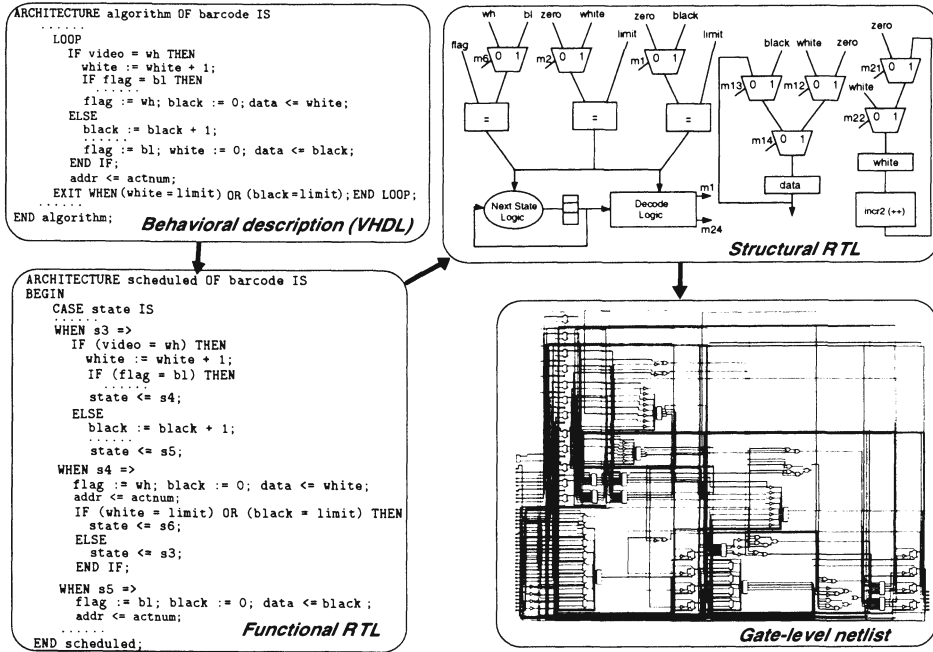 ARCHITECTURE algorithm OF barcode IS
......
LOOP
IF video = wh THEN
white := white + 1;
IF flag = bl THEN
......
flag := wh; black := 0; data <= white;
ELSE
black := black + 1;
......
flag := bl; white := 0; data <= black;
END IF;
addr <= actnum;
EXIT WHEN (white = limit) OR (black=limit); END LOOP;
......
END algorithm;
Behavioral description (VHDL)
wh bl zero white zero black
flag limit limit
m6 0 1 m2 0 1 m1 0 1
= = =
Next State Logic
Decode Logic
m1
m24
black white zero zero
m13 0 1 m12 0 1 m21 0 1
white
m22 0 1
m14 0 1
white
data
incr2 (++)
Structural RTL
ARCHITECTURE scheduled OF barcode IS
BEGIN
CASE state IS
......
WHEN s3 =>
IF (video = wh) THEN
white := white + 1;
IF (flag = bl) THEN
......
state <= s4;
ELSE
black := black + 1;
......
state <= s5;
WHEN s4 =>
flag := wh; black := 0; data <= white;
addr <= actnum;
IF (white = limit) OR (black = limit) THEN
state <= s6;
ELSE
state <= s3;
END IF;
WHEN s5 =>
flag := bl; black := 0; data <= black ;
addr <= actnum;
......
END scheduled;
Functional RTL
Gate-level netlist